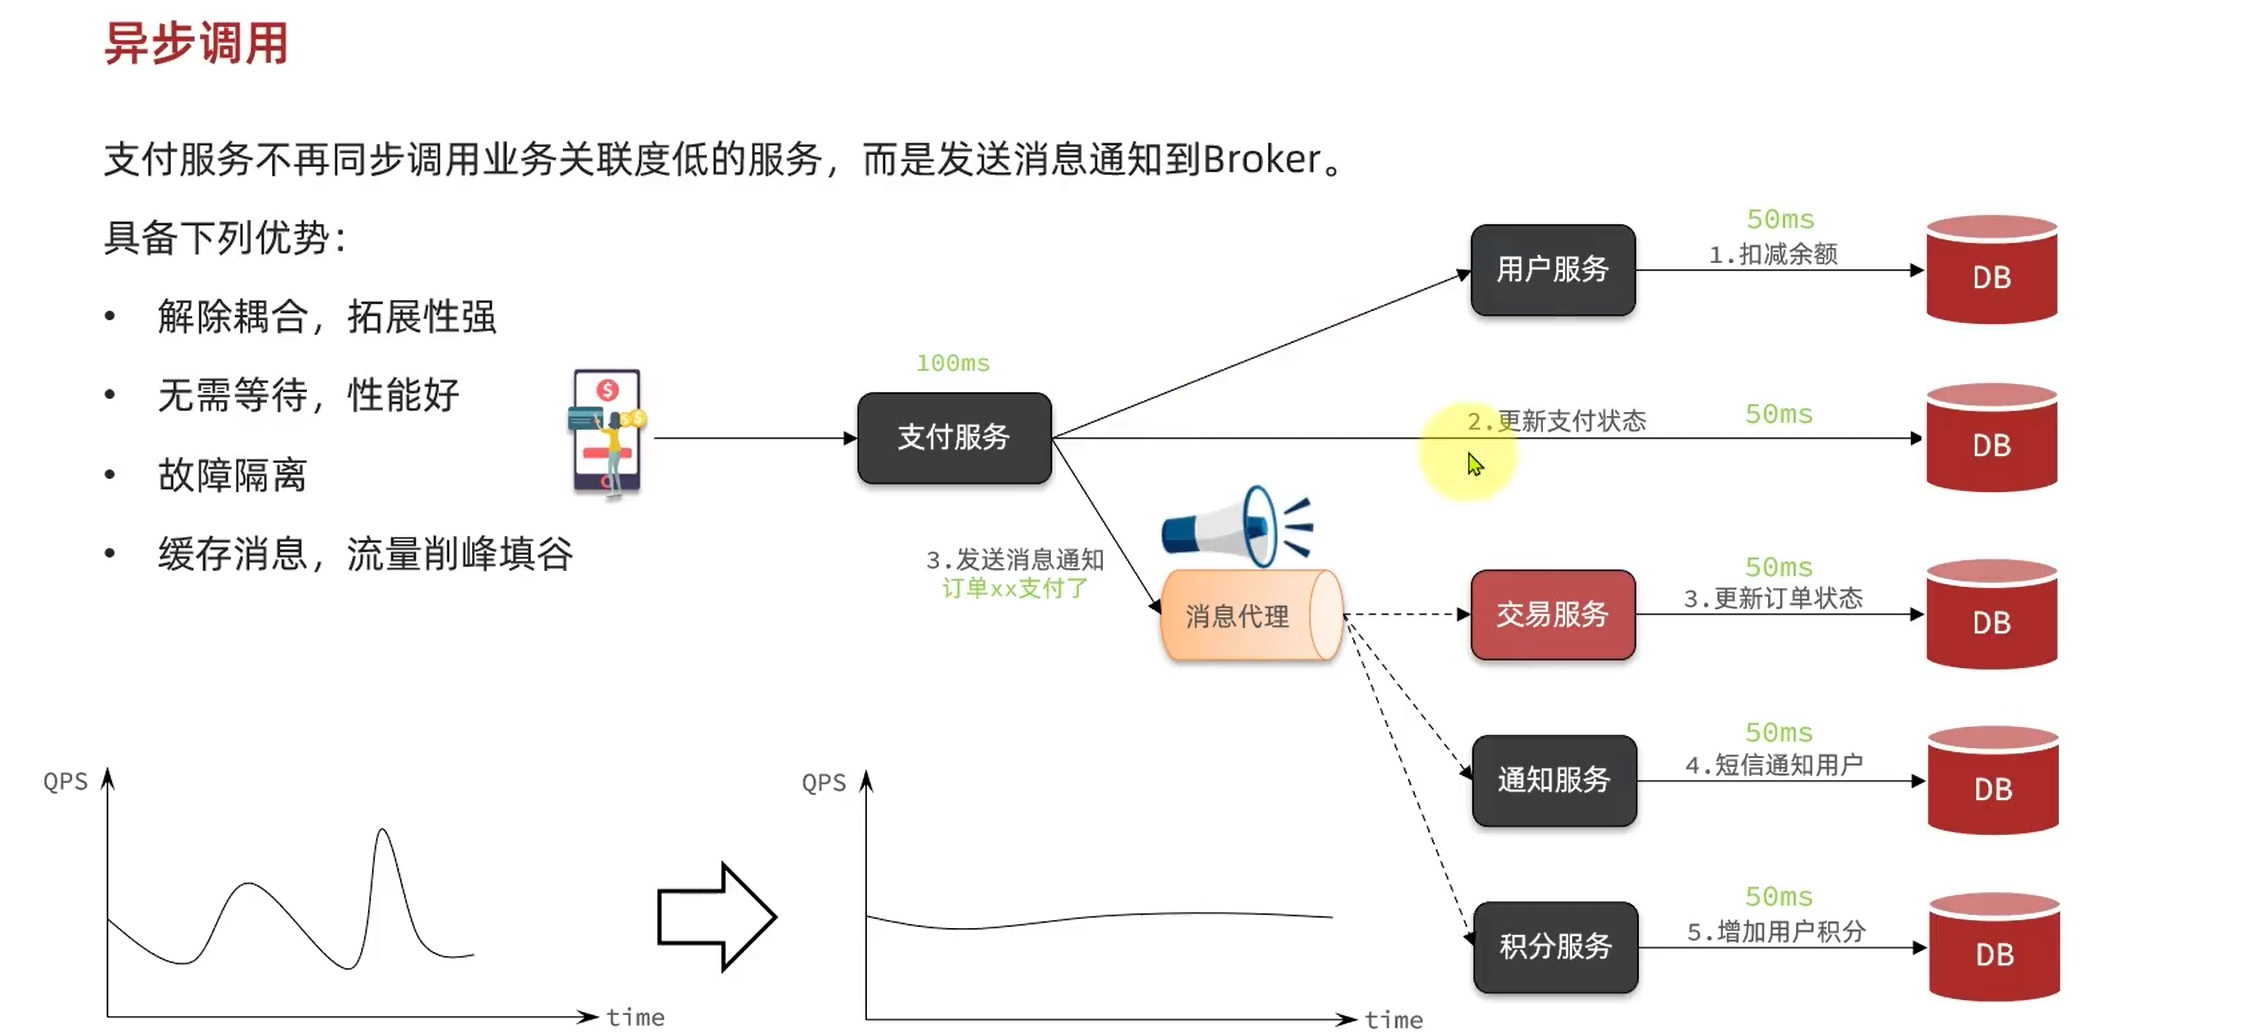 异步调用
支付服务不再同步调用业务关联度低的服务，而是发送消息通知到Broker。
具备下列优势：
• 解除耦合，拓展性强
• 无需等待，性能好
• 故障隔离
• 缓存消息，流量削峰填谷
100ms
支付服务
用户服务
50ms
1.扣减余额
DB
2.更新支付状态
50ms
DB
3.发送消息通知
订单xx支付了
消息代理
交易服务
50ms
3.更新订单状态
DB
通知服务
50ms
4.短信通知用户
DB
积分服务
50ms
5.增加用户积分
DB
QPS
time
QPS
time